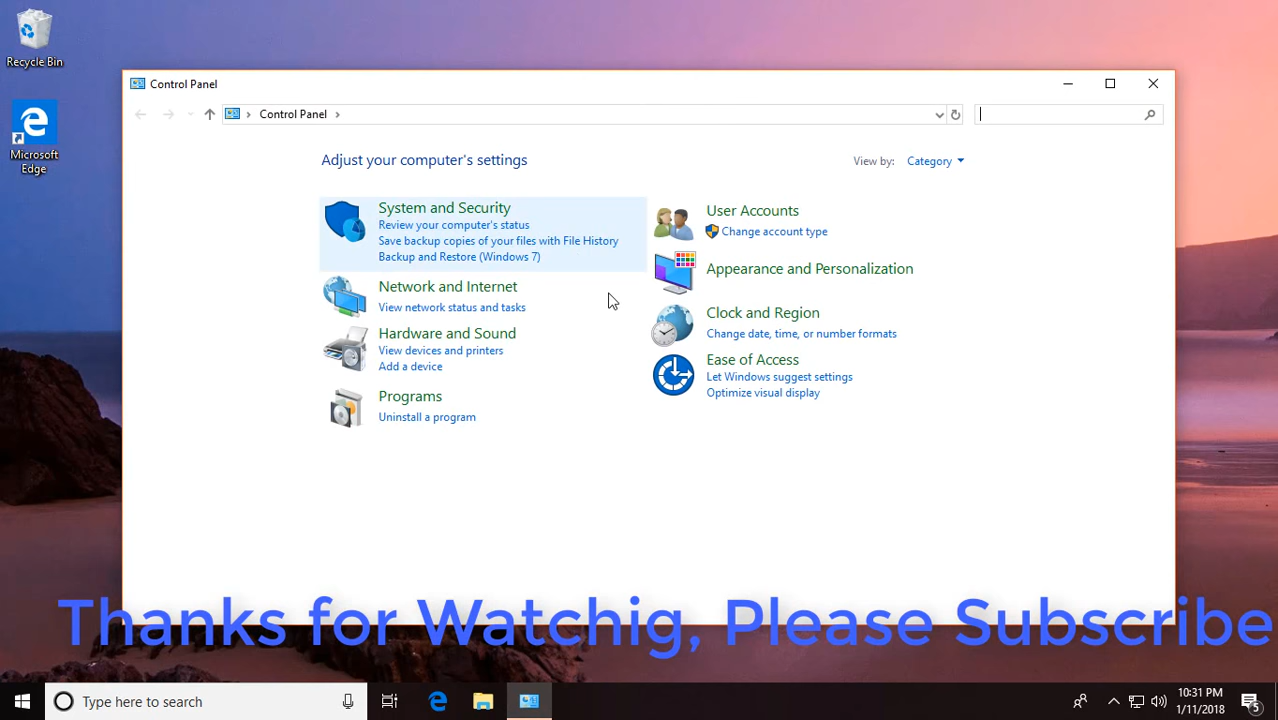 Recycle Bin
Microsoft
Edge
Control Panel
Control Panel
Adjust your computer's settings
View by: Category
System and Security
Review your computer's status
Save backup copies of your files with File History
Backup and Restore (Windows 7)
Network and Internet
View network status and tasks
Hardware and Sound
View devices and printers
Add a device
Programs
Uninstall a program
User Accounts
Change account type
Appearance and Personalization
Clock and Region
Change date, time, or number formats
Ease of Access
Let Windows suggest settings
Optimize visual display
Thanks for Watchig, Please Subscribe
Type here to search
10:31 PM
1/11/2018
5